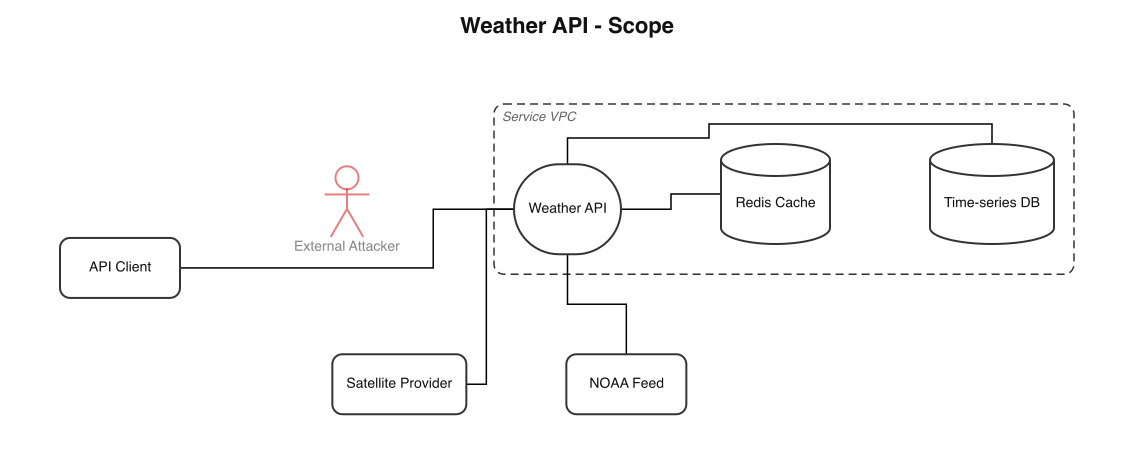 Weather API - Scope
Service VPC
Weather API
Redis Cache
Time-series DB
External Attacker
API Client
Satellite Provider
NOAA Feed